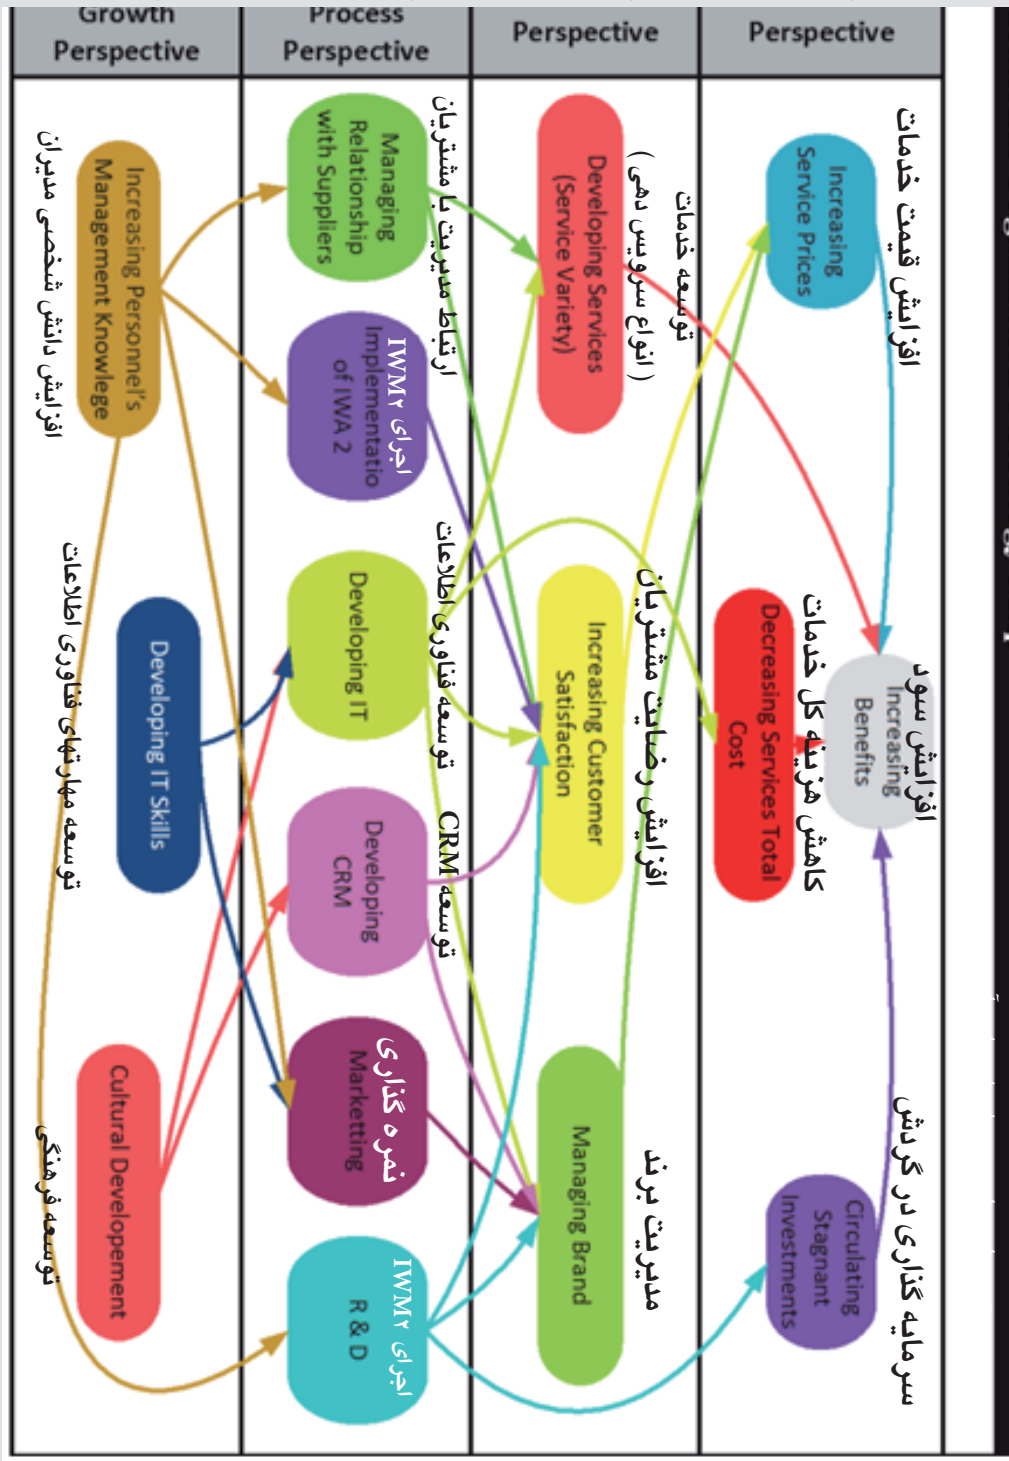 Growth
Perspective
Process
Perspective
Perspective
Perspective
افزایش قیمت خدمات
Increasing
Service Prices
افزایش سود
Increasing
Benefits
کاهش هزینه کل خدمات
Decreasing Services Total
Cost
سرمایه گذاری در گردش
Circulating
Stagnant
Investments
توسعه خدمات
( انواع سرویس دهی )
Developing Services
(Service Variety)
افزایش رضایت مشتریان
Increasing Customer
Satisfaction
مدیریت برند
Managing Brand
ارتباط مدیریت با مشتریان
Managing
Relationship
with Suppliers
اجرای IWM۲
Implementatio
of IWA 2
توسعه فناوری اطلاعات
Developing IT
توسعه CRM
Developing
CRM
نمره گذاری
Marketting
اجرای IWM۲
R & D
افزایش دانش شخصی مدیران
Increasing Personnel's
Management Knowlege
توسعه مهارتهای فناوری اطلاعات
Developing IT Skills
توسعه فرهنگی
Cultural Developement